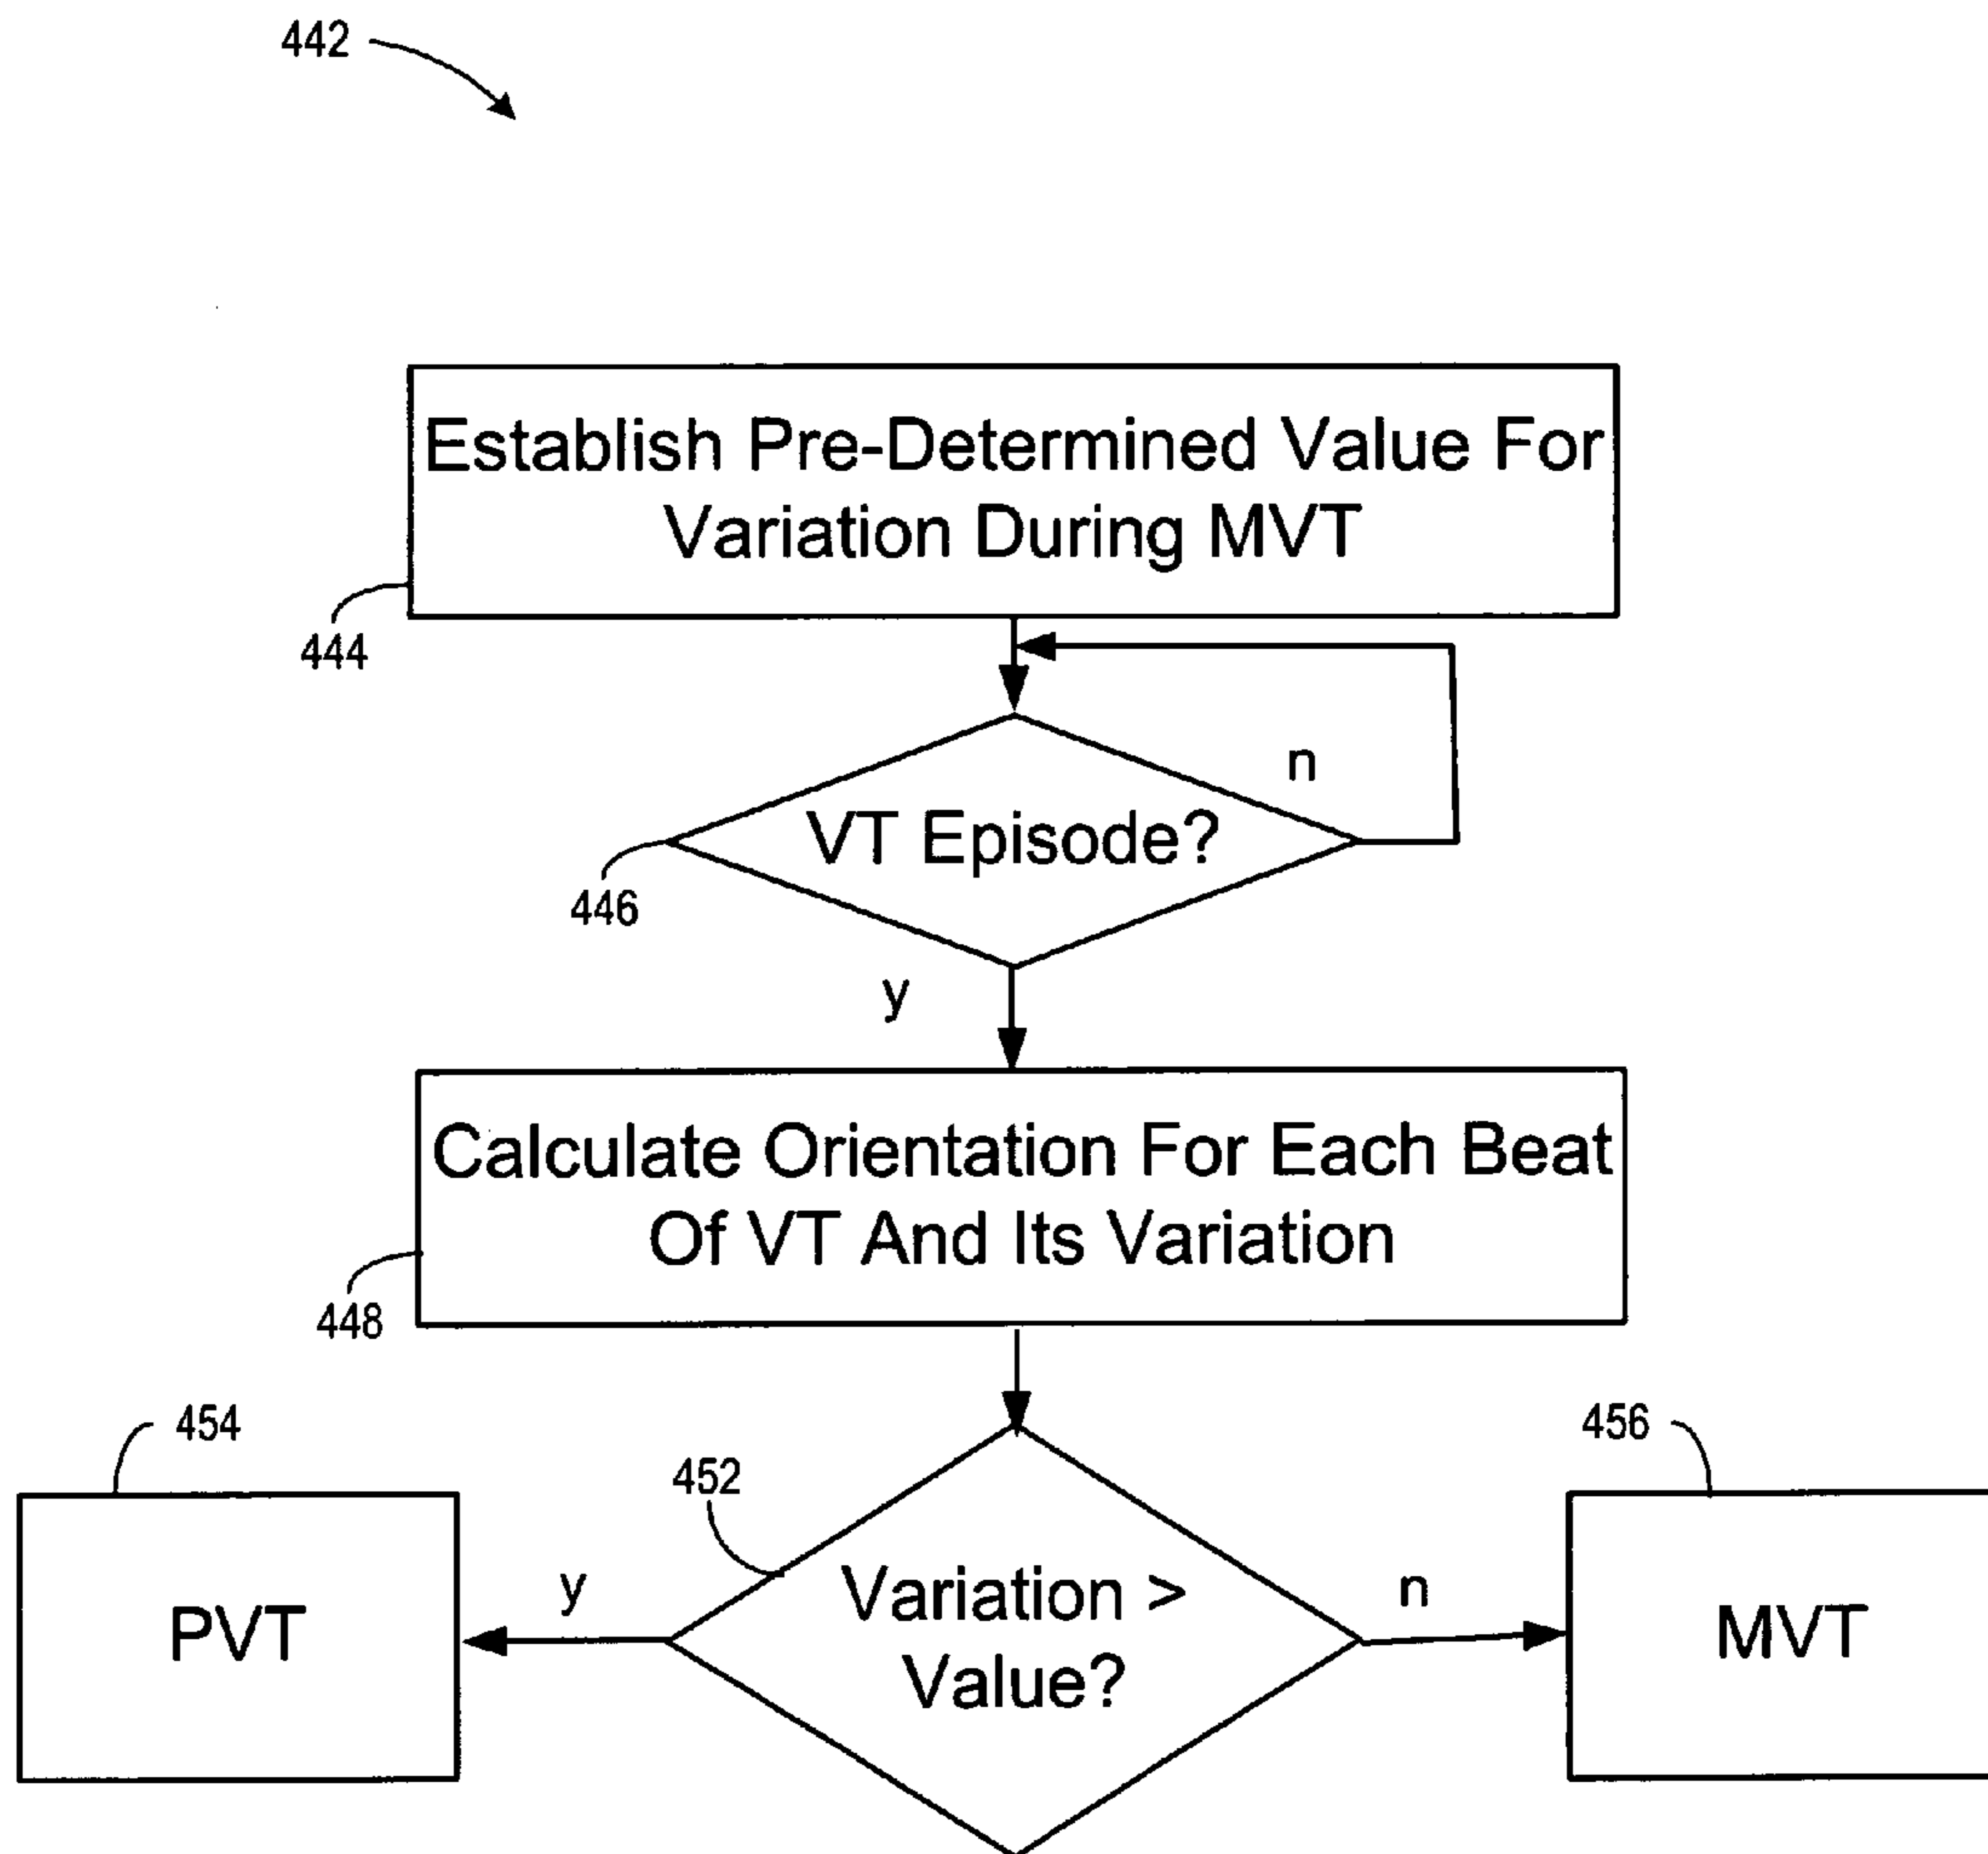 442
Establish Pre-Determined Value For
Variation During MVT
444
n
VT Episode?
446
y
Calculate Orientation For Each Beat
Of VT And Its Variation
448
454
456
452
y
Variation >
Value?
n
PVT
MVT